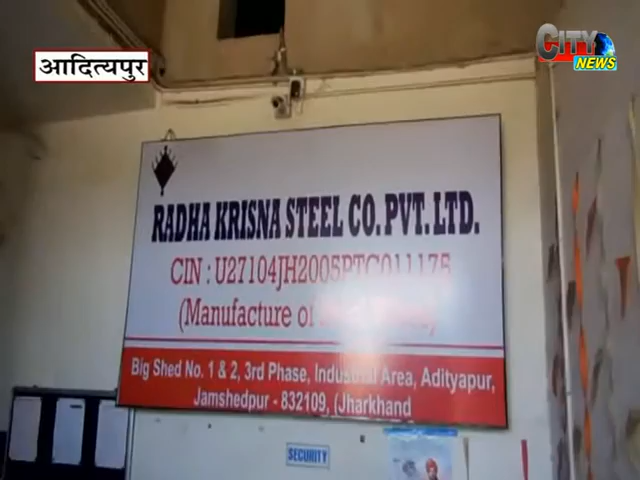 CITY
NEWS
आदित्यपुर
RADHA KRISNA STEEL CO. PVT. LTD.
CIN : U27104JH2005PTC011175
(Manufacture of
Big Shed No. 1 & 2, 3rd Phase, Industrial Area, Adityapur,
Jamshedpur - 832109, (Jharkhand
SECURITY